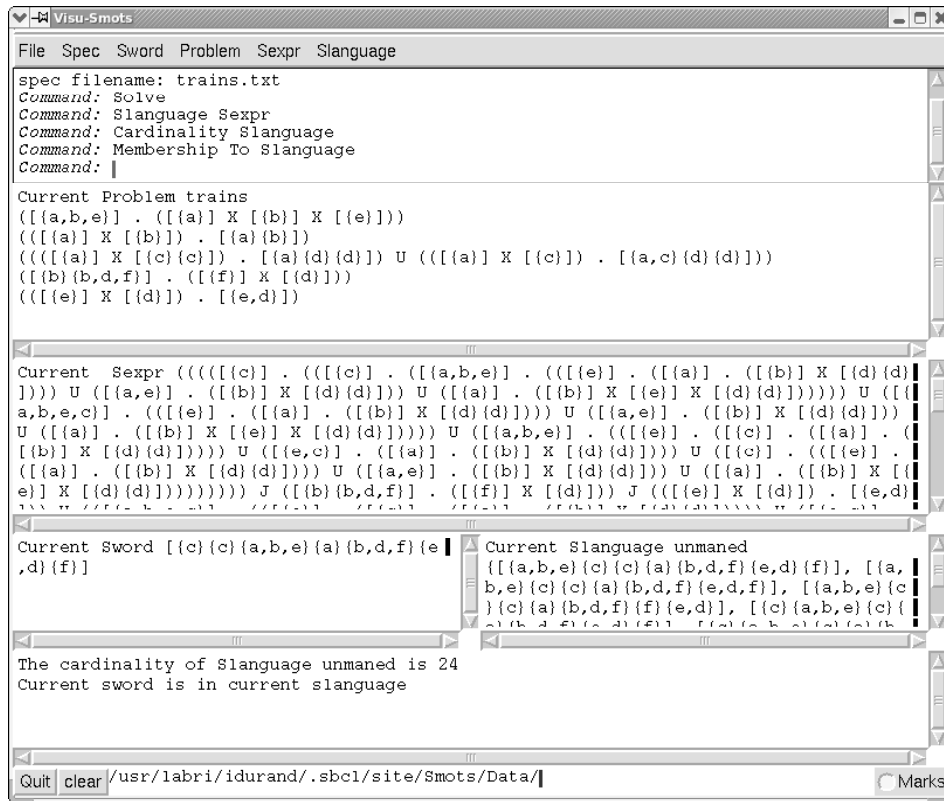 Visu-Smots
File Spec Sword Problem Sexpr Slanguage
spec filename: trains.txt
Command: Solve
Command: Slanguage Sexpr
Command: Cardinality Slanguage
Command: Membership To Slanguage
Command:
Current Problem trains
([{a,b,e}] . ([{a}] X [{b}] X [{e}]))
(([{a}] X [{b}]) . [{a}{b}])
((([{a}] X [{c}{c}]) . [{a}{d}{d}]) U (([{a}] X [{c}]) . [{a,c}{d}{d}]))
([{b}{b,d,f}] . ([{f}] X [{d}]))
(([{e}] X [{d}]) . [{e,d}])
Current Sexpr ((((([{c}] . (([{c}] . ([{a,b,e}] . (([{e}] . ([{a}] . ([{b}] X [{d}{d}
]))) U ([{a,e}] . ([{b}] X [{d}{d}])) U ([{a}] . ([{b}] X [{e}] X [{d}{d}]))))) U ([{
a,b,e,c}] . (([{e}] . ([{a}] . ([{b}] X [{d}{d}]))) U ([{a,e}] . ([{b}] X [{d}{d}]))
U ([{a}] . ([{b}] X [{e}] X [{d}{d}])))) U ([{a,b,e}] . (([{e}] . ([{c}] . ([{a}] . (
[{b}] X [{d}{d}])))) U ([{e,c}] . ([{a}] . ([{b}] X [{d}{d}]))) U ([{c}] . (([{e}] .
([{a}] . ([{b}] X [{d}{d}]))) U ([{a,e}] . ([{b}] X [{d}{d}])) U ([{a}] . ([{b}] X [{
e}] X [{d}{d}])))))))) J ([{b}{b,d,f}] . ([{f}] X [{d}])) J (([{e}] X [{d}]) . [{e,d}
Current Sword [{c}{c}{a,b,e}{a}{b,d,f}{e
,d}{f}]
Current Slanguage unmaned
{[{a,b,e}{c}{c}{a}{b,d,f}{e,d}{f}], [{a,
b,e}{c}{c}{a}{b,d,f}{e,d,f}], [{a,b,e}{c
}{c}{a}{b,d,f}{f}{e,d}], [{c}{a,b,e}{c}{
The cardinality of Slanguage unmaned is 24
Current sword is in current slanguage
Quit clear /usr/labri/idurand/.sbcl/site/Smots/Data/ Marks